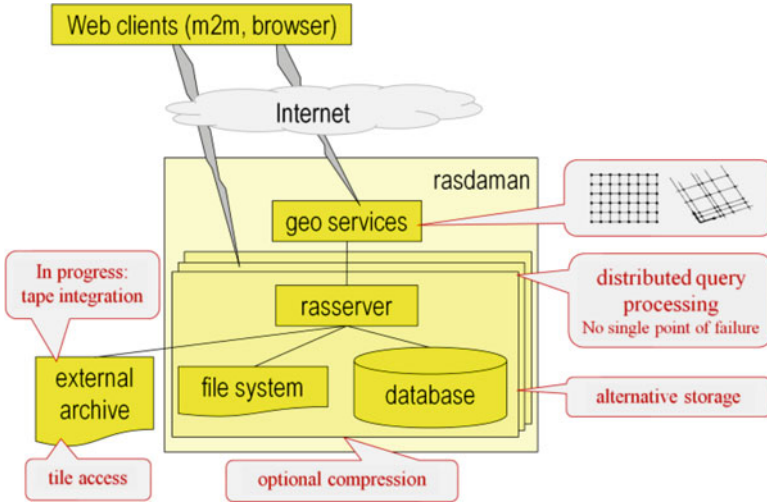 Web clients (m2m, browser)
Internet
rasdaman
geo services
In progress:
tape integration
distributed query
processing
No single point of failure
rasserver
external
archive
file system
database
alternative storage
tile access
optional compression